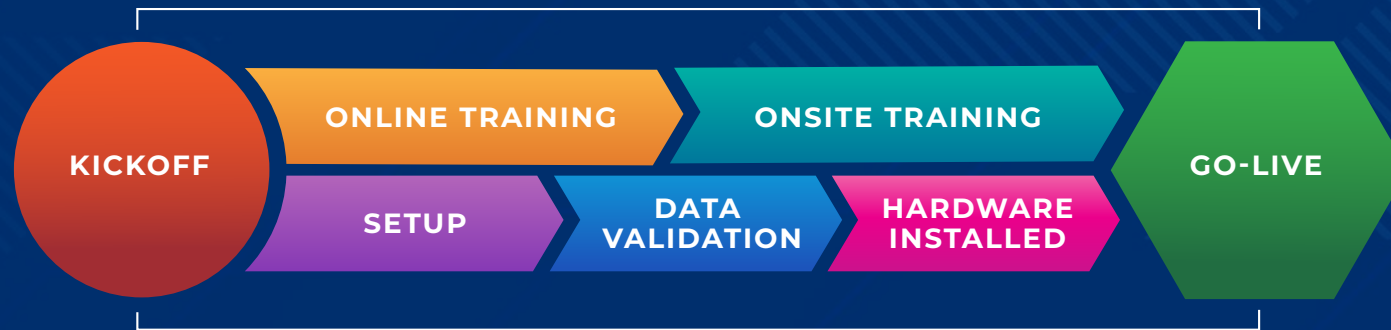 KICKOFF
ONLINE TRAINING
ONSITE TRAINING
SETUP
DATA
VALIDATION
HARDWARE
INSTALLED
GO-LIVE